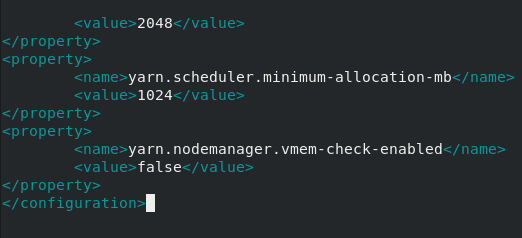 <value>2048</value>
</property>
<property>
<name>yarn.scheduler.minimum-allocation-mb</name>
<value>1024</value>
</property>
<property>
<name>yarn.nodemanager.vmem-check-enabled</name>
<value>false</value>
</property>
</configuration>